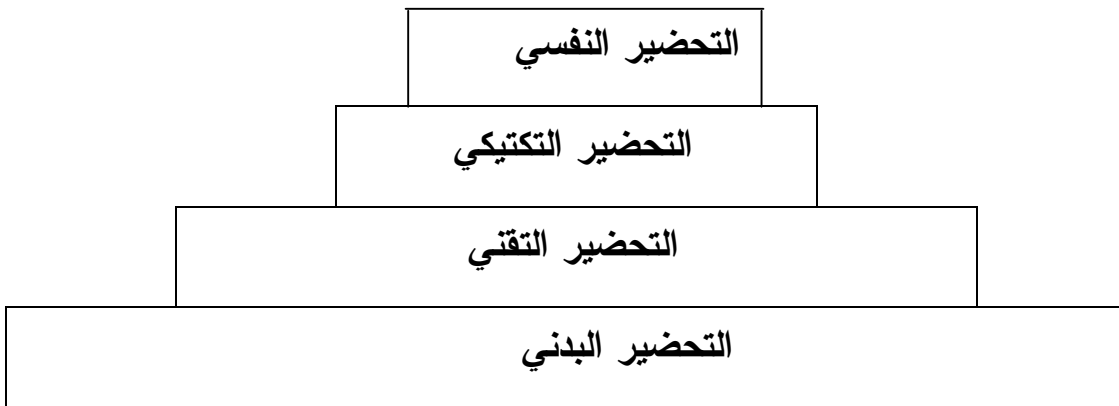 التحضير النفسي
التحضير التكتيكي
التحضير التقني
التحضير البدني